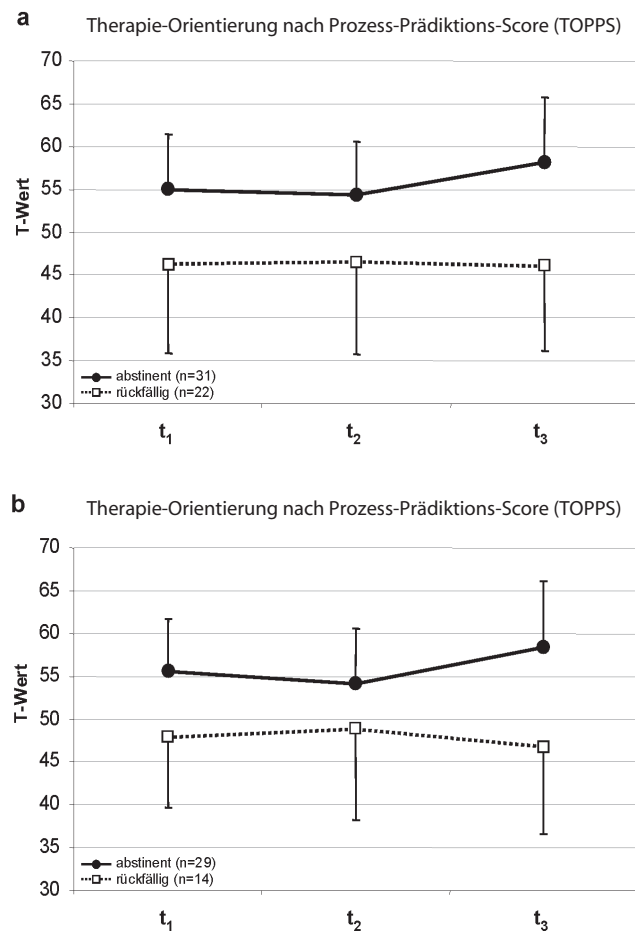 a Therapie-Orientierung nach Prozess-Prädiktions-Score (TOPPS)
70
65
60
55
50
45
40
35
30
T-Wert
abstinent (n=31)
rückfällig (n=22)
t1 t2 t3
b Therapie-Orientierung nach Prozess-Prädiktions-Score (TOPPS)
70
65
60
55
50
45
40
35
30
T-Wert
abstinent (n=29)
rückfällig (n=14)
t1 t2 t3